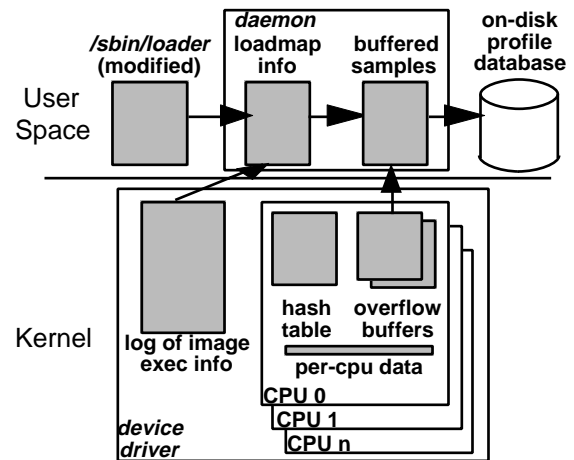 daemon
/sbin/loader
(modified)
loadmap
info
buffered
samples
on-disk
profile
database
User
Space
Kernel
log of image
exec info
hash
table
overflow
buffers
per-cpu data
CPU 0
CPU 1
CPU n
device
driver